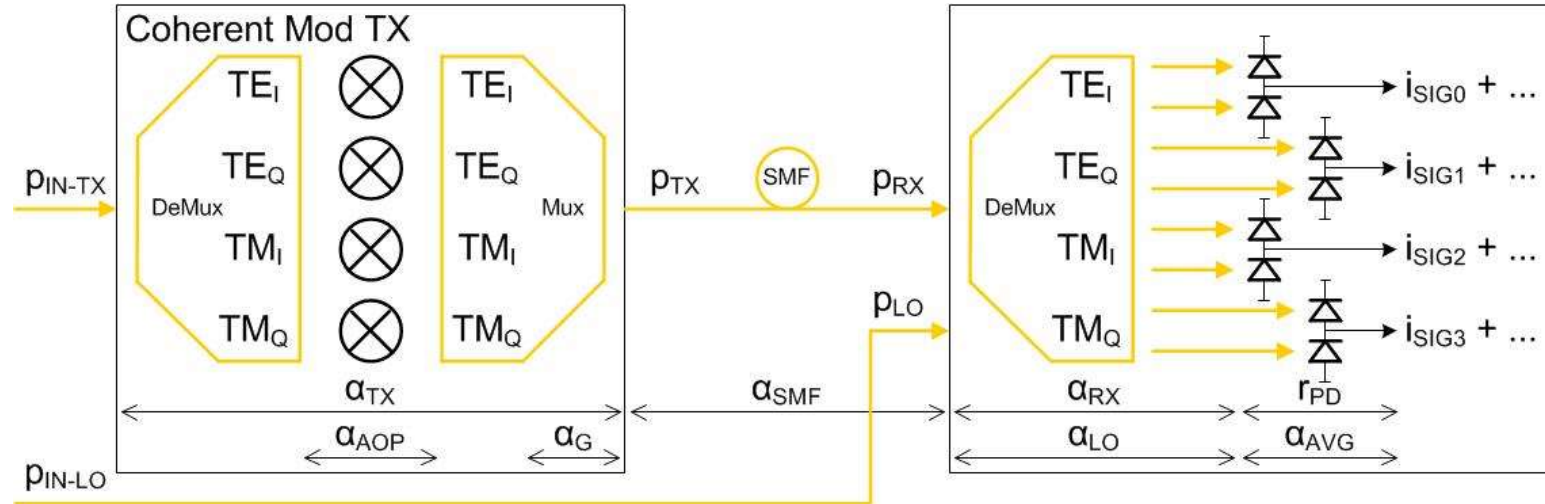 Coherent Mod TX
TE_I
TE_Q
TM_I
TM_Q
DeMux
TE_I
TE_Q
TM_I
TM_Q
Mux
p_IN-TX
p_TX
SMF
p_RX
p_LO
TE_I
TE_Q
TM_I
TM_Q
DeMux
i_SIG0 + ...
i_SIG1 + ...
i_SIG2 + ...
i_SIG3 + ...
α_TX
α_SMF
α_RX
r_PD
α_AOP
α_G
α_LO
α_AVG
p_IN-LO